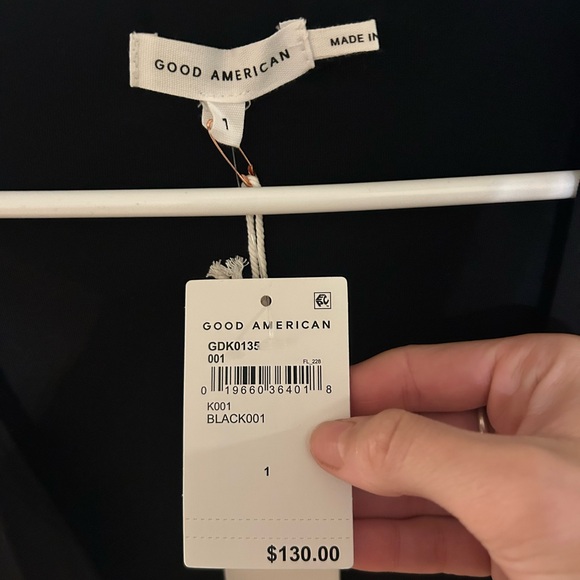 GOOD AMERICAN
MADE IN
1
GOOD AMERICAN
GDK0135
001
FL_228
0 19660 36401 8
K001
BLACK001
1
$130.00